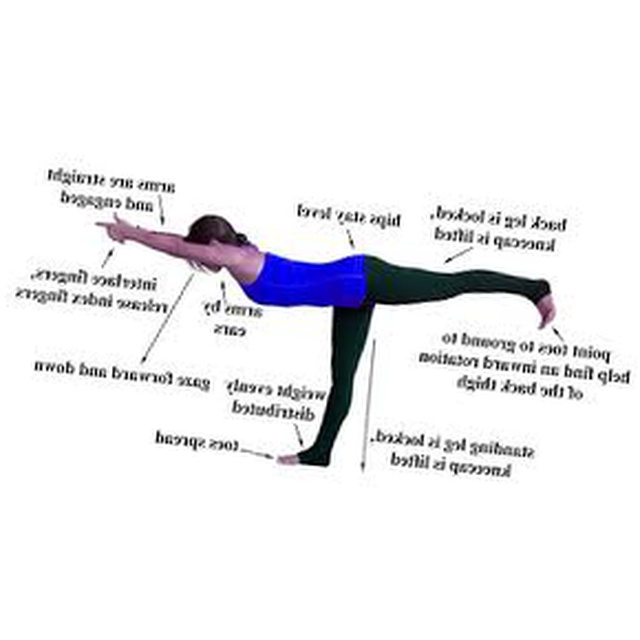 arms are straight
and engaged
hips stay level
back leg is locked,
kneecap is lifted
interlace fingers,
release index fingers
arms by
ears
point toes to ground to
help find an inward rotation
of the back thigh
gaze forward and down
weight evenly
distributed
toes spread
standing leg is locked,
kneecap is lifted